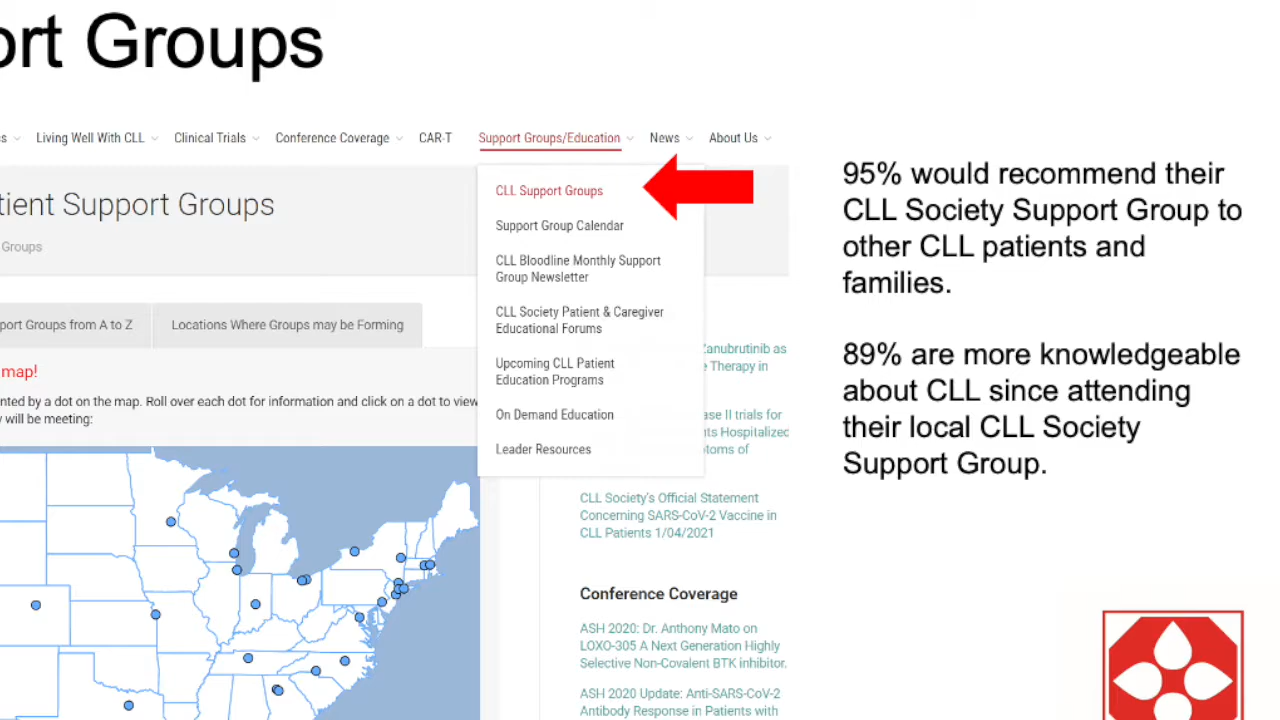 Groups
Living Well With CLL
Clinical Trials
Conference Coverage
CAR-T
Support Groups/Education
News
About Us
CLL Support Groups
Support Group Calendar
CLL Bloodline Monthly Support
Group Newsletter
CLL Society Patient & Caregiver
Educational Forums
Upcoming CLL Patient
Education Programs
On Demand Education
Leader Resources
Support Groups
Groups
Groups from A to Z
Locations Where Groups may be Forming
map!
by a dot on the map. Roll over each dot for information and click on a dot to view
will be meeting:
Zanubrutinib as
Therapy in
II trials for
Hospitalized
of
CLL Society's Official Statement
Concerning SARS-CoV-2 Vaccine in
CLL Patients 1/04/2021
Conference Coverage
ASH 2020: Dr. Anthony Mato on
LOXO-305 A Next Generation Highly
Selective Non-Covalent BTK inhibitor.
ASH 2020 Update: Anti-SARS-CoV-2
Antibody Response in Patients with
95% would recommend their
CLL Society Support Group to
other CLL patients and
families.
89% are more knowledgeable
about CLL since attending
their local CLL Society
Support Group.